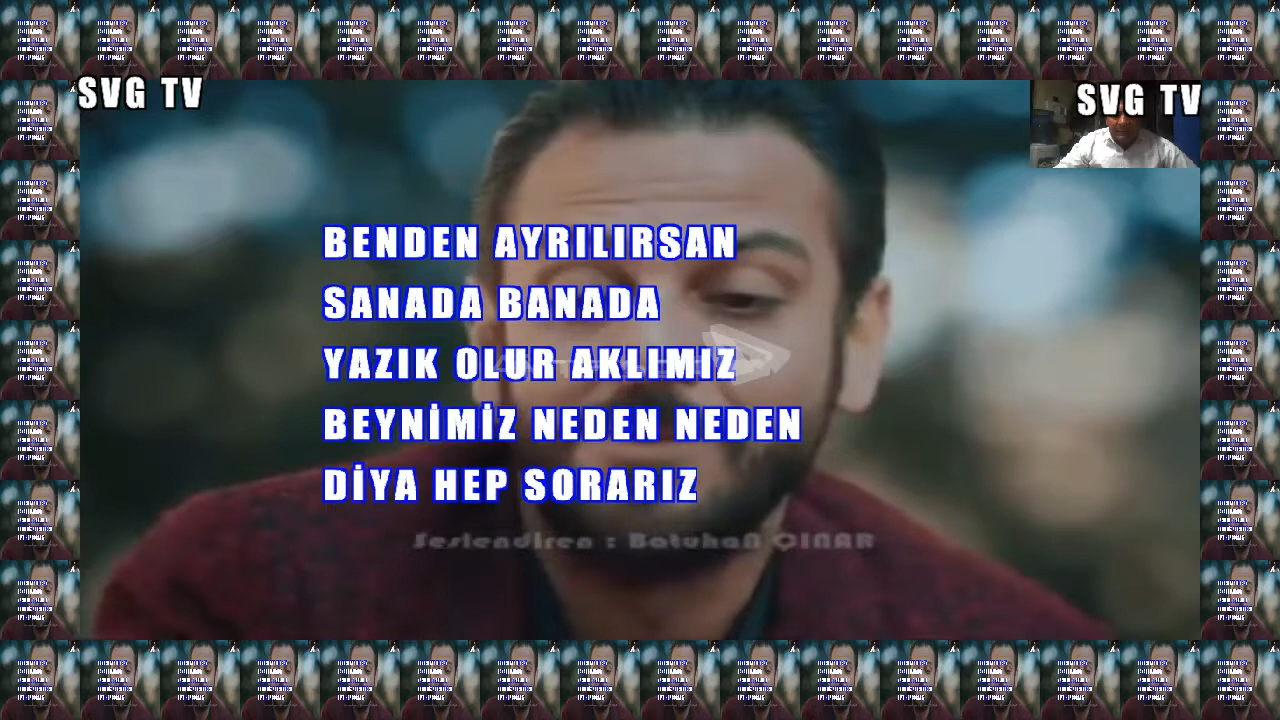 SVG TV
SVG TV
BENDEN AYRILIRSAN
SANADA BANADA
YAZIK OLUR AKLIMIZ
BEYNİMİZ NEDEN NEDEN
DİYA HEP SORARIZ
Seslendiren : Batuhan ÇINAR